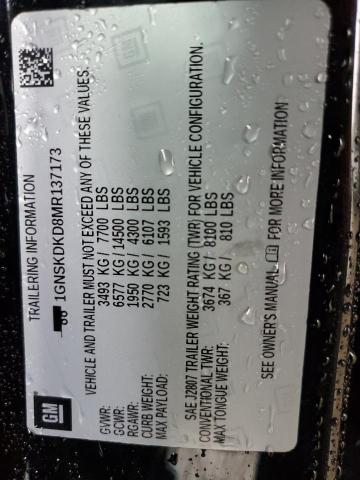 TRAILERING INFORMATION
1GNSKDKD8MR137173
VEHICLE AND TRAILER MUST NOT EXCEED ANY OF THESE VALUES.
GVWR: 3493 KG / 7700 LBS
GCWR: 6577 KG / 14500 LBS
RGAWR: 1950 KG / 4300 LBS
CURB WEIGHT: 2770 KG / 6107 LBS
MAX PAYLOAD: 723 KG / 1593 LBS
SAE J2807 TRAILER WEIGHT RATING (TWR) FOR VEHICLE CONFIGURATION.
CONVENTIONAL TWR: 3674 KG / 8100 LBS
MAX TONGUE WEIGHT: 367 KG / 810 LBS
SEE OWNER'S MANUAL FOR MORE INFORMATION
GM